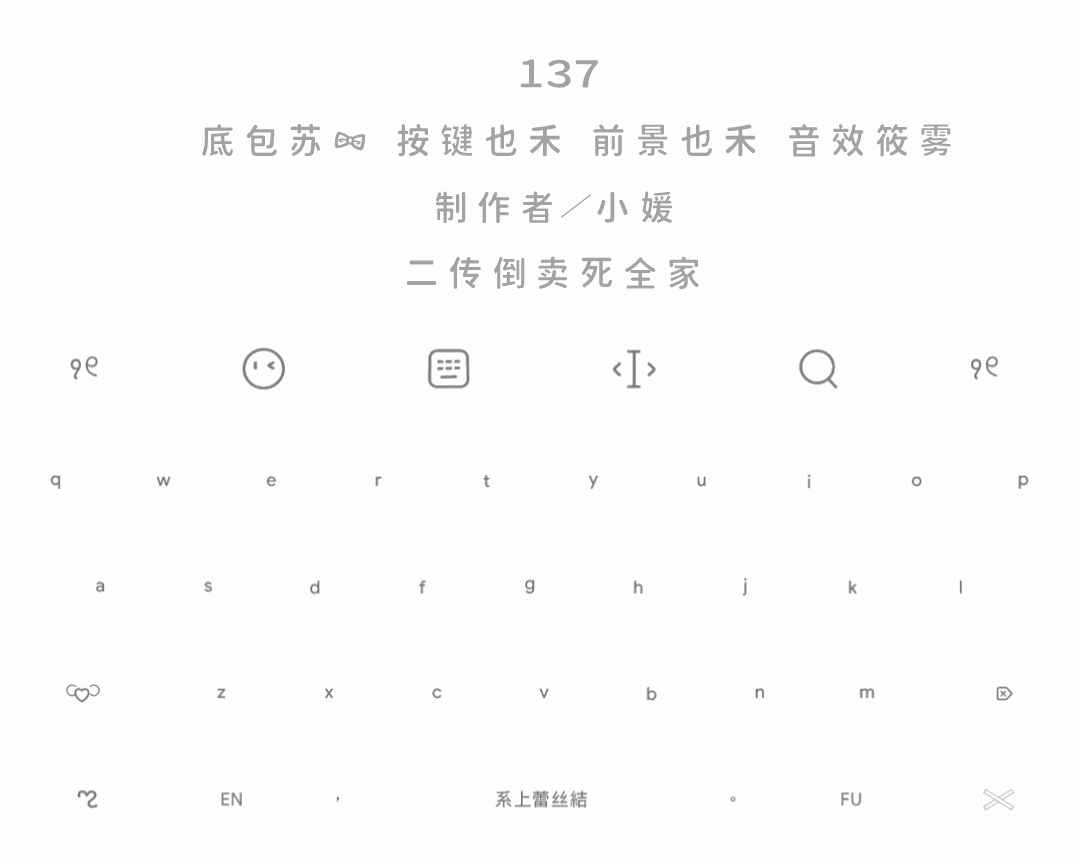 137
底包苏 按键也禾 前景也禾 音效筱雾
制作者／小媛
二传倒卖死全家
q w e r t y u i o p
a s d f g h j k l
z x c v b n m
EN ， 系上蕾丝結 。 FU